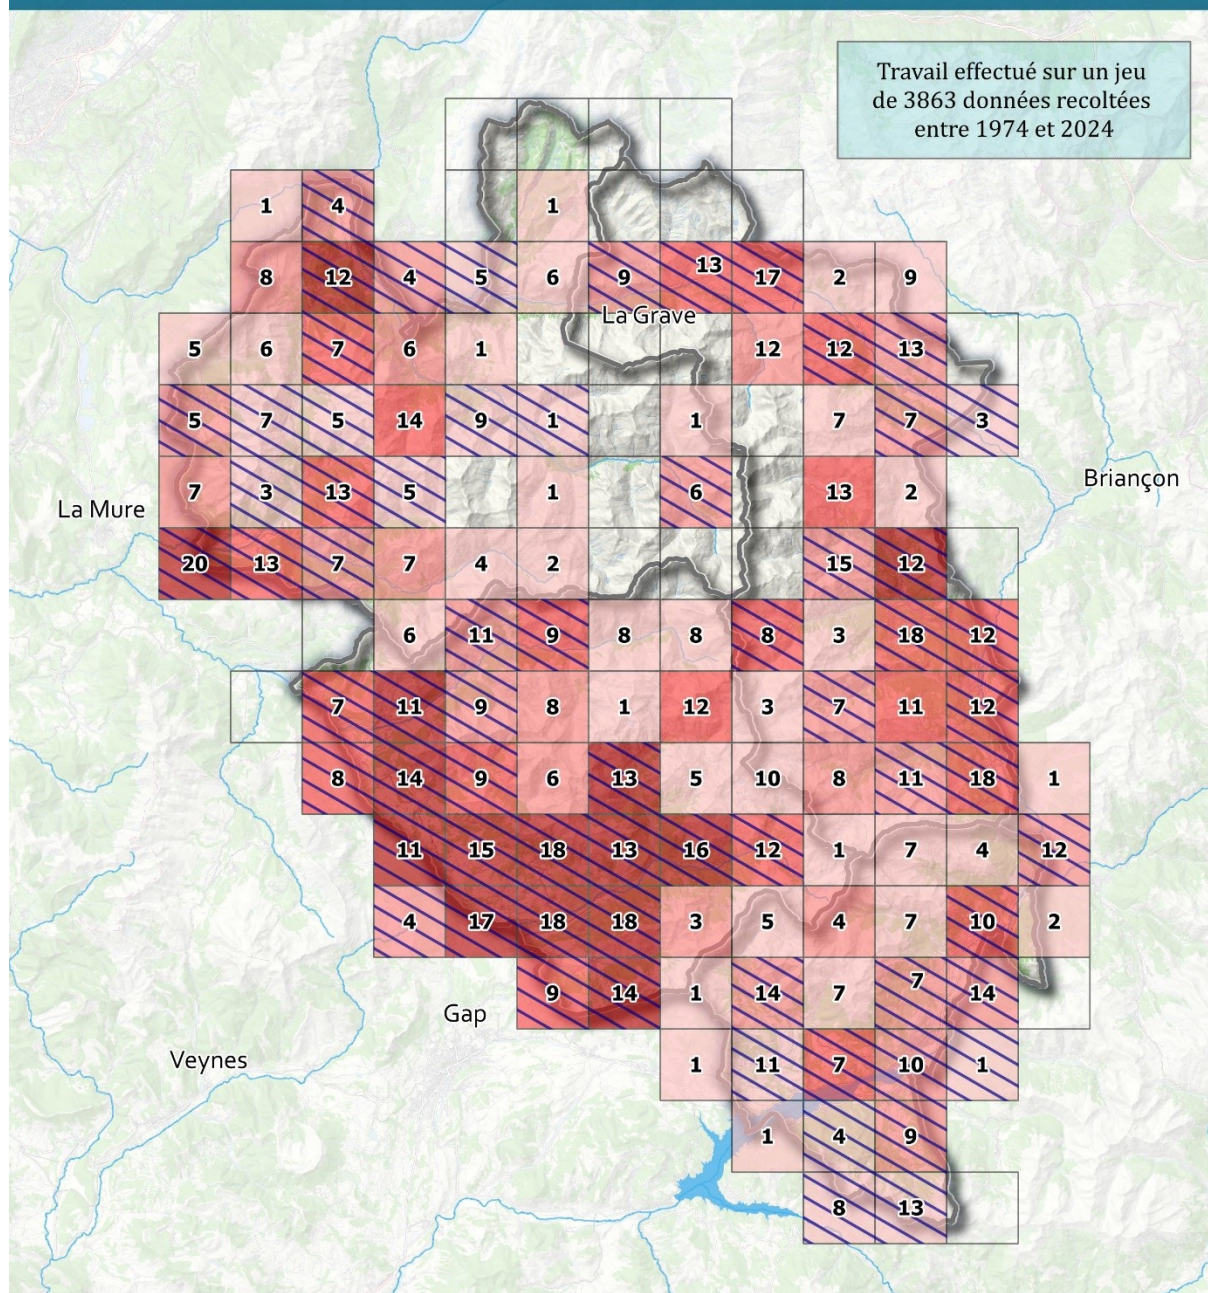 Travail effectué sur un jeu
de 3863 données recoltées
entre 1974 et 2024
1 4 1
8 12 4 5 6 9 13 17 2 9
La Grave
5 6 7 6 1 12 12 13
5 7 5 14 9 1 1 7 7 3
Briançon
7 3 13 5 1 6 13 2
La Mure
20 13 7 7 4 2 15 12
6 11 9 8 8 8 3 18 12
7 11 9 8 1 12 3 7 11 12
8 14 9 6 13 5 10 8 11 18 1
11 15 18 13 16 12 1 7 4 12
4 17 18 18 3 5 4 7 10 2
9 14 1 14 7 7 14
Gap
Veynes
1 11 7 10 1
1 4 9
8 13